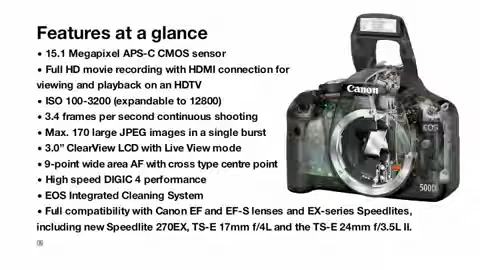 Features at a glance
• 15.1 Megapixel APS-C CMOS sensor
• Full HD movie recording with HDMI connection for
viewing and playback on an HDTV
• ISO 100-3200 (expandable to 12800)
• 3.4 frames per second continuous shooting
• Max. 170 large JPEG images in a single burst
• 3.0” ClearView LCD with Live View mode
• 9-point wide area AF with cross type centre point
• High speed DIGIC 4 performance
• EOS Integrated Cleaning System
• Full compatibility with Canon EF and EF-S lenses and EX-series Speedlites,
including new Speedlite 270EX, TS-E 17mm f/4L and the TS-E 24mm f/3.5L II.
Canon
EOS
500D